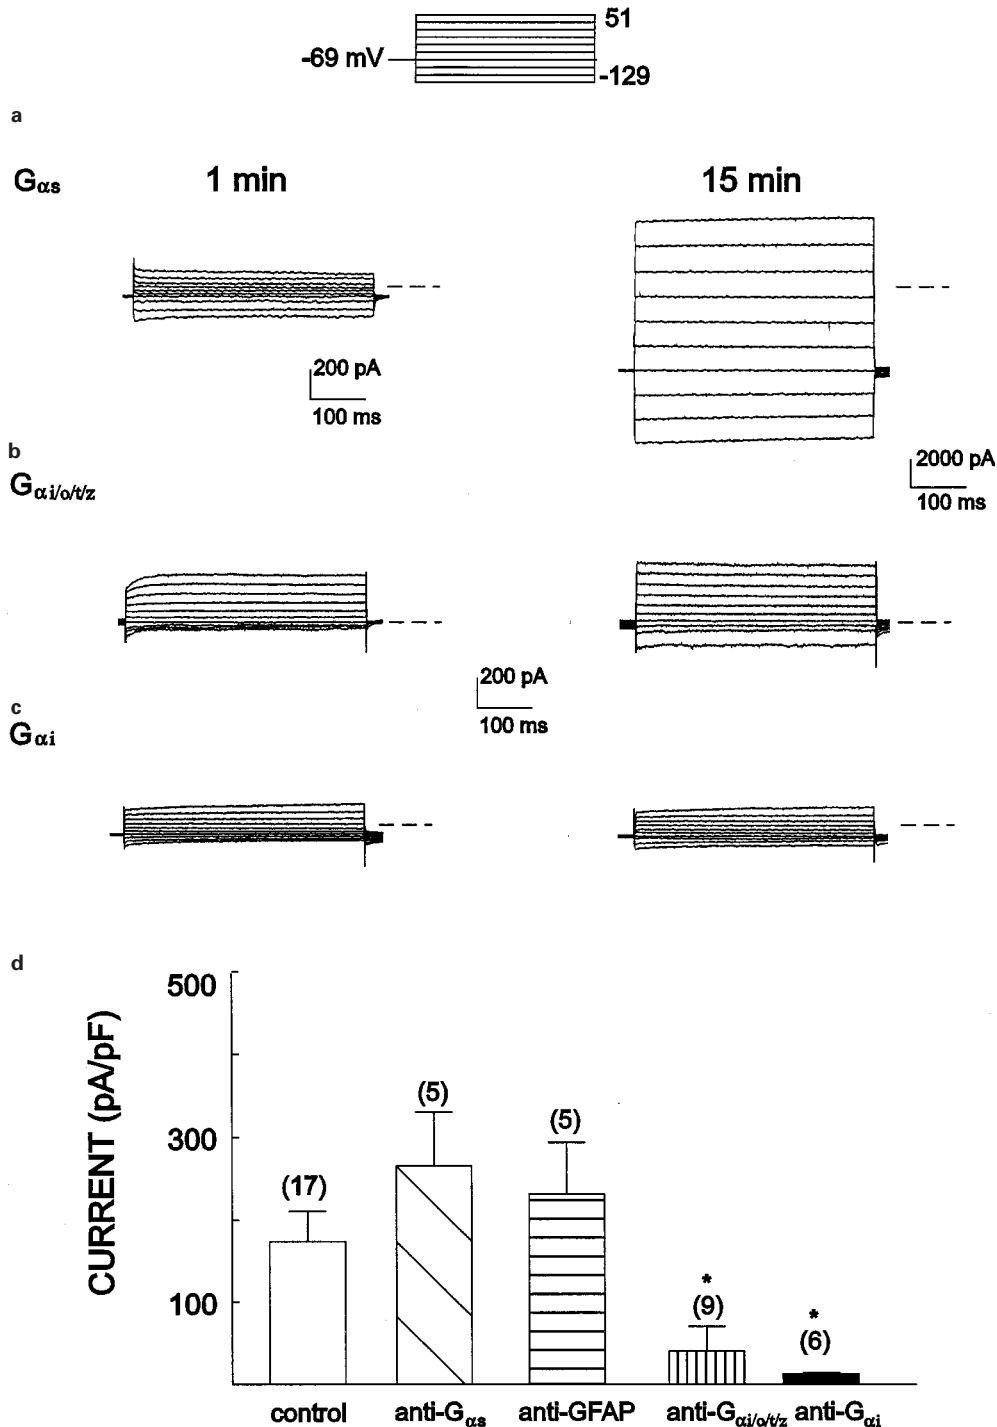 51
-69 mV
-129
a
Gαs
1 min
15 min
200 pA
100 ms
2000 pA
100 ms
b
Gαi/o/t/z
200 pA
100 ms
c
Gαi
d
CURRENT (pA/pF)
500
300
100
(17)
(5)
(5)
*
(9)
*
(6)
control
anti-Gαs
anti-GFAP
anti-Gαi/o/t/z
anti-Gαi